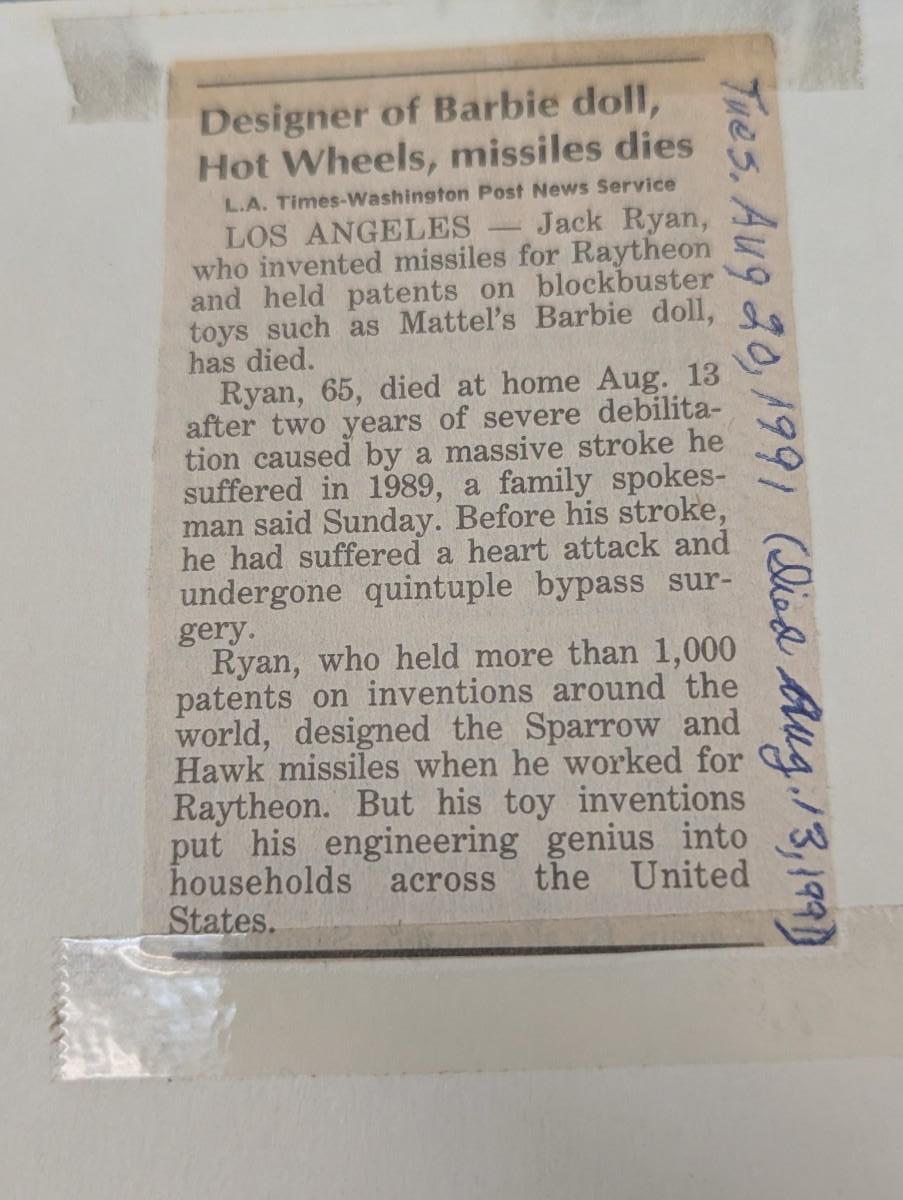 Designer of Barbie doll,
Hot Wheels, missiles dies
L.A. Times-Washington Post News Service
LOS ANGELES — Jack Ryan,
who invented missiles for Raytheon
and held patents on blockbuster
toys such as Mattel's Barbie doll,
has died.
Ryan, 65, died at home Aug. 13
after two years of severe debilita-
tion caused by a massive stroke he
suffered in 1989, a family spokes-
man said Sunday. Before his stroke,
he had suffered a heart attack and
undergone quintuple bypass sur-
gery.
Ryan, who held more than 1,000
patents on inventions around the
world, designed the Sparrow and
Hawk missiles when he worked for
Raytheon. But his toy inventions
put his engineering genius into
households across the United
States.
Tues. Aug 20, 1991 (Died Aug. 13, 1991)